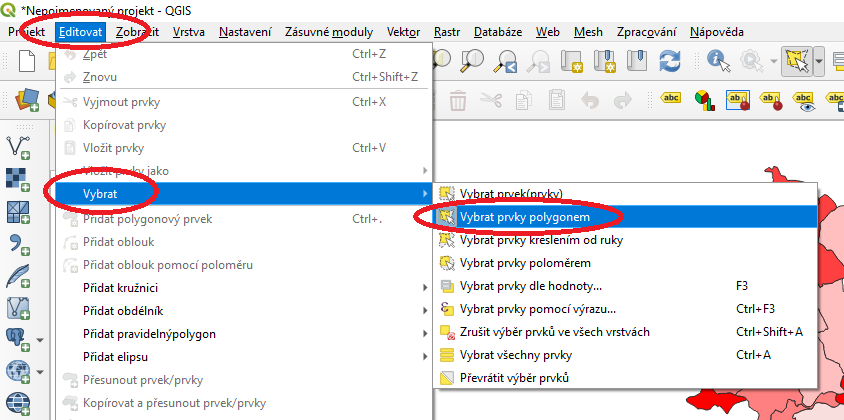 *Nepojmenovaný projekt - QGIS
Projekt Editovat Zobrazit Vrstva Nastavení Zásuvné moduly Vektor Rastr Databáze Web Mesh Zpracování Nápověda
Zpět Ctrl+Z
Znovu Ctrl+Shift+Z
Vyjmout prvky Ctrl+X
Kopírovat prvky
Vložit prvky Ctrl+V
Vložit prvky jako
Vybrat
Přidat polygonový prvek Ctrl+.
Přidat oblouk
Přidat oblouk pomocí poloměru
Přidat kružnici
Přidat obdélník
Přidat pravidelnýpolygon
Přidat elipsu
Přesunout prvek/prvky
Kopírovat a přesunout prvek/prvky
Vybrat prvek(prvky)
Vybrat prvky polygonem
Vybrat prvky kreslením od ruky
Vybrat prvky poloměrem
Vybrat prvky dle hodnoty... F3
Vybrat prvky pomocí výrazu... Ctrl+F3
Zrušit výběr prvků ve všech vrstvách Ctrl+Shift+A
Vybrat všechny prvky Ctrl+A
Převrátit výběr prvků
abc
ab
ab
abc
abc